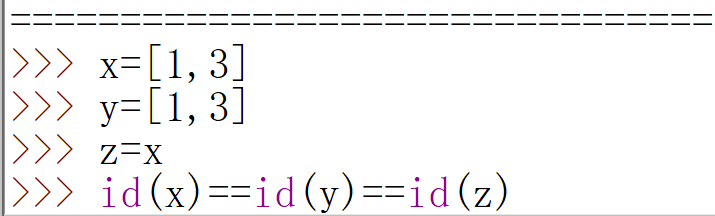 ==================================
>>> x=[1,3]
>>> y=[1,3]
>>> z=x
>>> id(x)==id(y)==id(z)